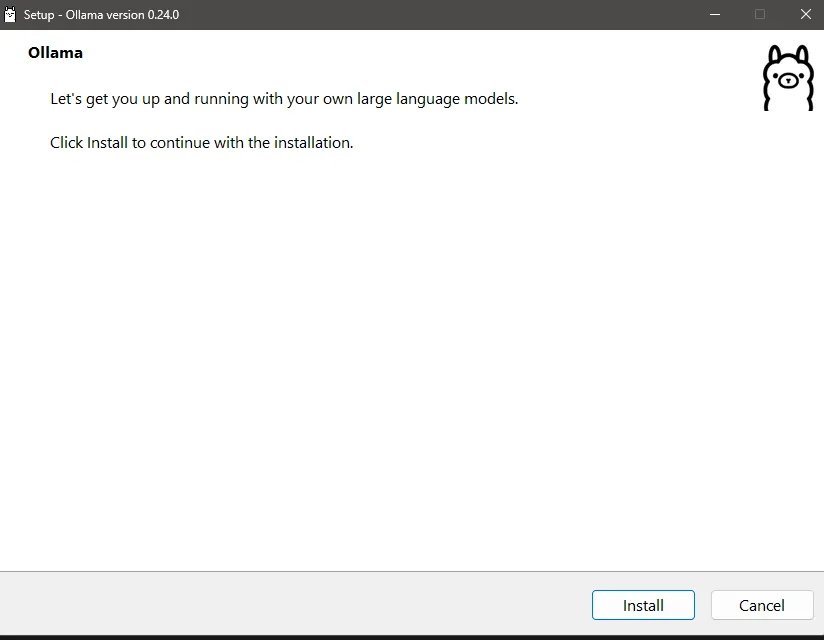 Setup - Ollama version 0.24.0
Ollama
Let's get you up and running with your own large language models.
Click Install to continue with the installation.
Install
Cancel